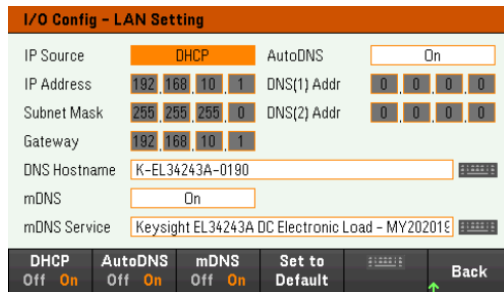 I/O Config - LAN Setting
IP Source DHCP AutoDNS On
IP Address 192.168.10.1 DNS(1) Addr 0.0.0.0
Subnet Mask 255.255.255.0 DNS(2) Addr 0.0.0.0
Gateway 192.168.10.1
DNS Hostname K-EL34243A-0190
mDNS On
mDNS Service Keysight EL34243A DC Electronic Load - MY202019
DHCP AutoDNS mDNS Set to
Off On Off On Off On Default Back